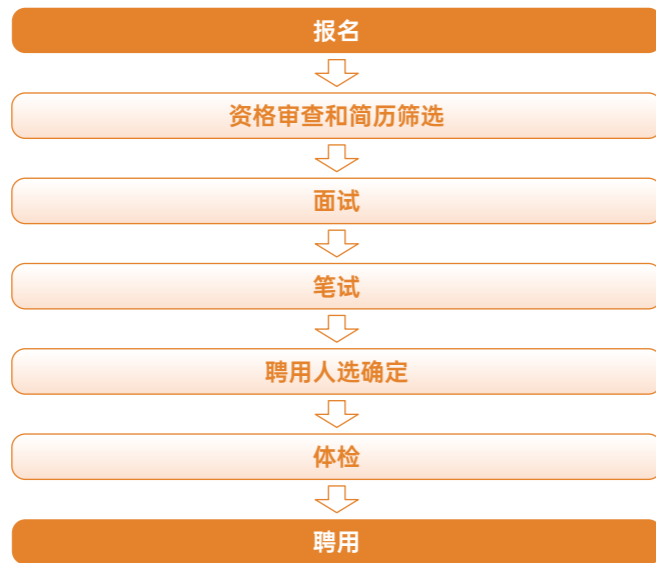 报名
资格审查和简历筛选
面试
笔试
聘用人选确定
体检
聘用